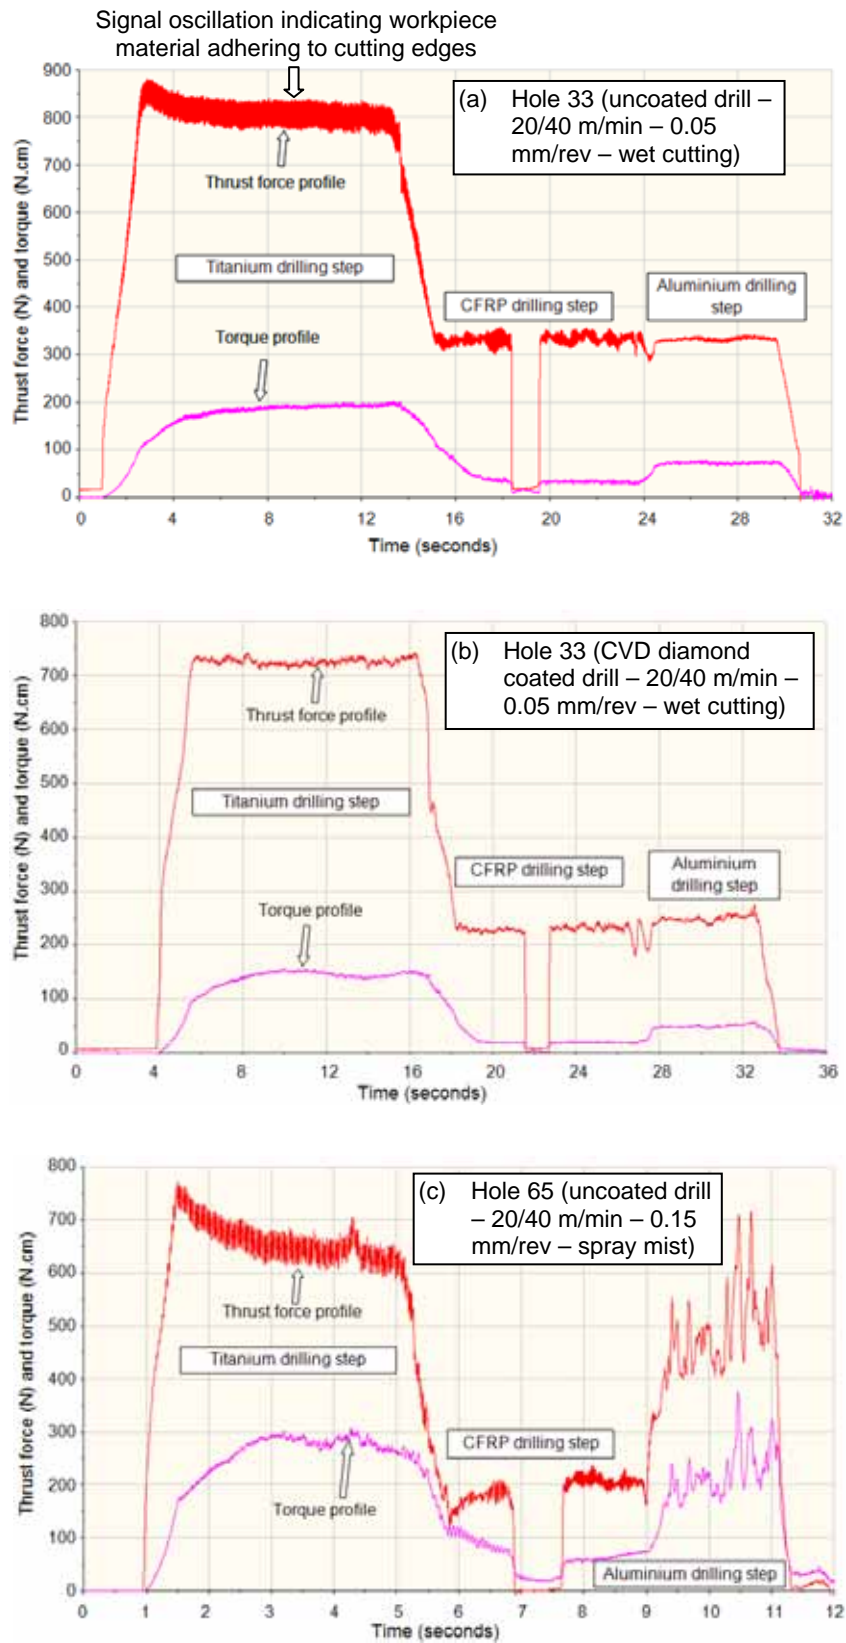 Signal oscillation indicating workpiece
material adhering to cutting edges
900
800
700
600
500
400
300
200
100
0
Thrust force (N) and torque (N.cm)
(a) Hole 33 (uncoated drill –
20/40 m/min – 0.05
mm/rev – wet cutting)
Thrust force profile
Titanium drilling step
Torque profile
CFRP drilling step
Aluminium drilling
step
0 4 8 12 16 20 24 28 32
Time (seconds)
800
700
600
500
400
300
200
100
0
Thrust force (N) and torque (N.cm)
(b) Hole 33 (CVD diamond
coated drill – 20/40 m/min –
0.05 mm/rev – wet cutting)
Thrust force profile
Titanium drilling step
Torque profile
CFRP drilling step
Aluminium
drilling step
0 4 8 12 16 20 24 28 32 36
Time (seconds)
800
700
600
500
400
300
200
100
0
Thrust force (N) and torque (N.cm)
(c) Hole 65 (uncoated drill
– 20/40 m/min – 0.15
mm/rev – spray mist)
Thrust force profile
Titanium drilling step
CFRP drilling step
Torque profile
Aluminium drilling step
0 1 2 3 4 5 6 7 8 9 10 11 12
Time (seconds)